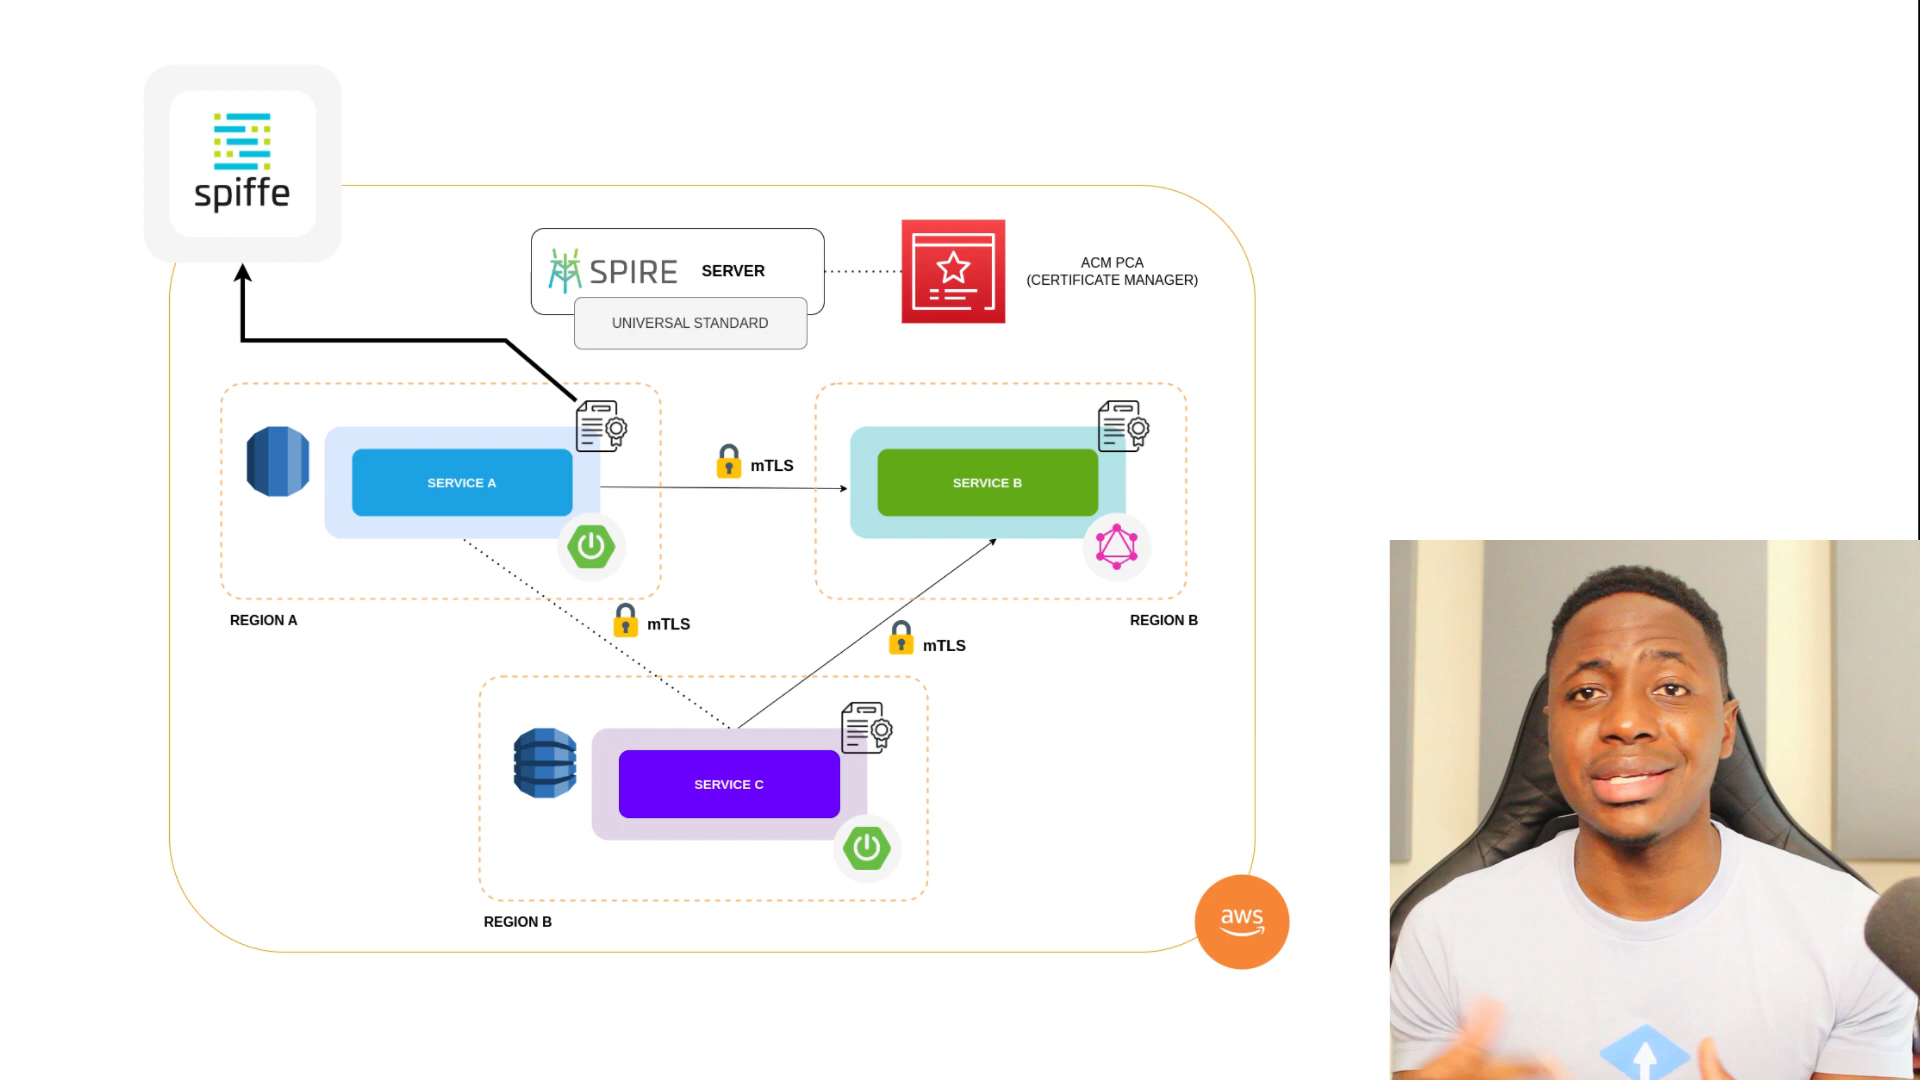 spiffe
SPIRE SERVER
UNIVERSAL STANDARD
ACM PCA
(CERTIFICATE MANAGER)
SERVICE A
mTLS
SERVICE B
REGION A
mTLS
mTLS
REGION B
SERVICE C
REGION B
aws